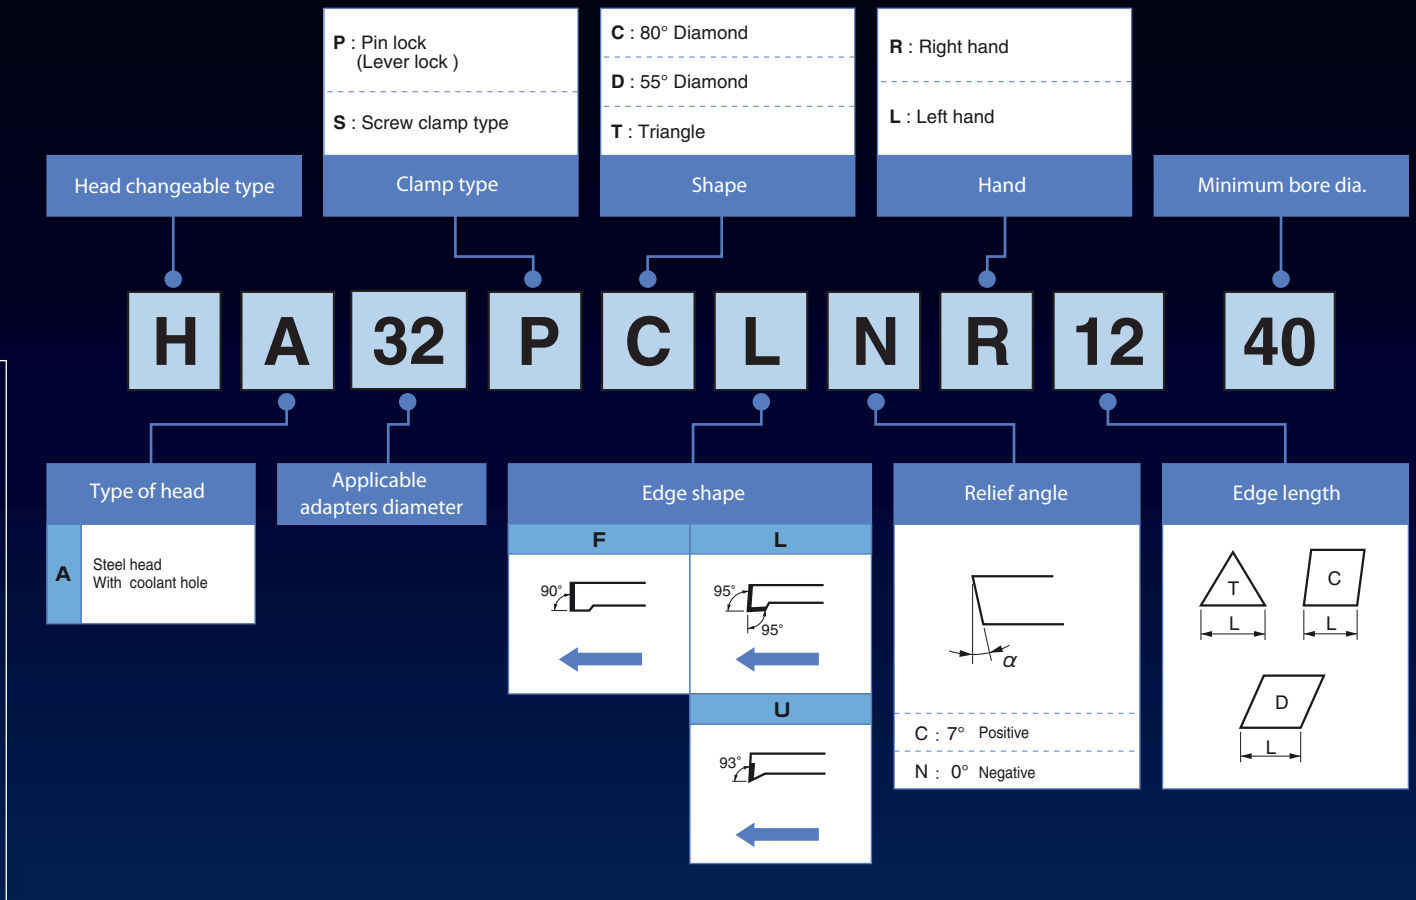 P : Pin lock
(Lever lock )
S : Screw clamp type
C : 80° Diamond
D : 55° Diamond
T : Triangle
R : Right hand
L : Left hand
Head changeable type
Clamp type
Shape
Hand
Minimum bore dia.
H A 32 P C L N R 12 40
Type of head
A
Steel head
With coolant hole
Applicable
adapters diameter
Edge shape
F
90°
L
95°
95°
U
93°
Relief angle
α
C : 7° Positive
N : 0° Negative
Edge length
T
L
C
L
D
L